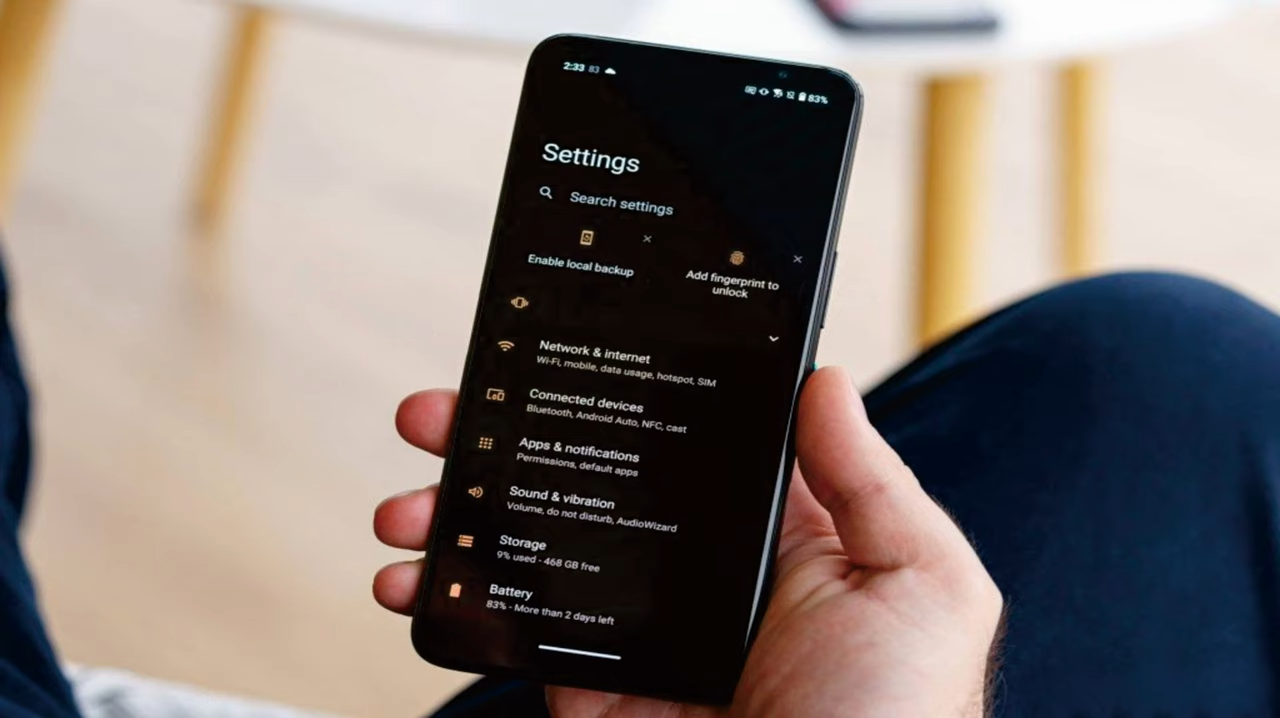 2:33 83
83%
Settings
Search settings
Enable local backup
Add fingerprint to
unlock
Network & internet
Wi-Fi, mobile, data usage, hotspot, SIM
Connected devices
Bluetooth, Android Auto, NFC, cast
Apps & notifications
Permissions, default apps
Sound & vibration
Volume, do not disturb, AudioWizard
Storage
9% used - 468 GB free
Battery
83% - More than 2 days left